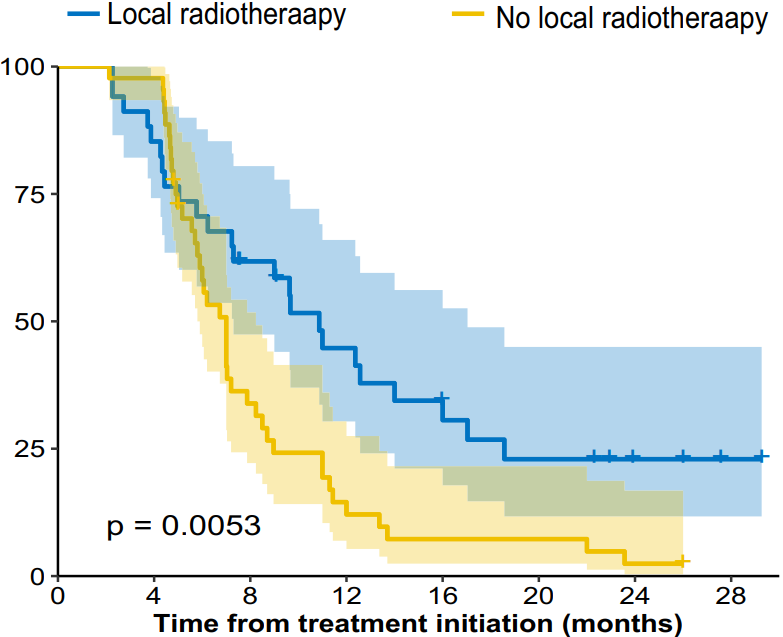 Local radiotheraapy No local radiotheraapy
100
75
50
25
0
p = 0.0053
0 4 8 12 16 20 24 28
Time from treatment initiation (months)